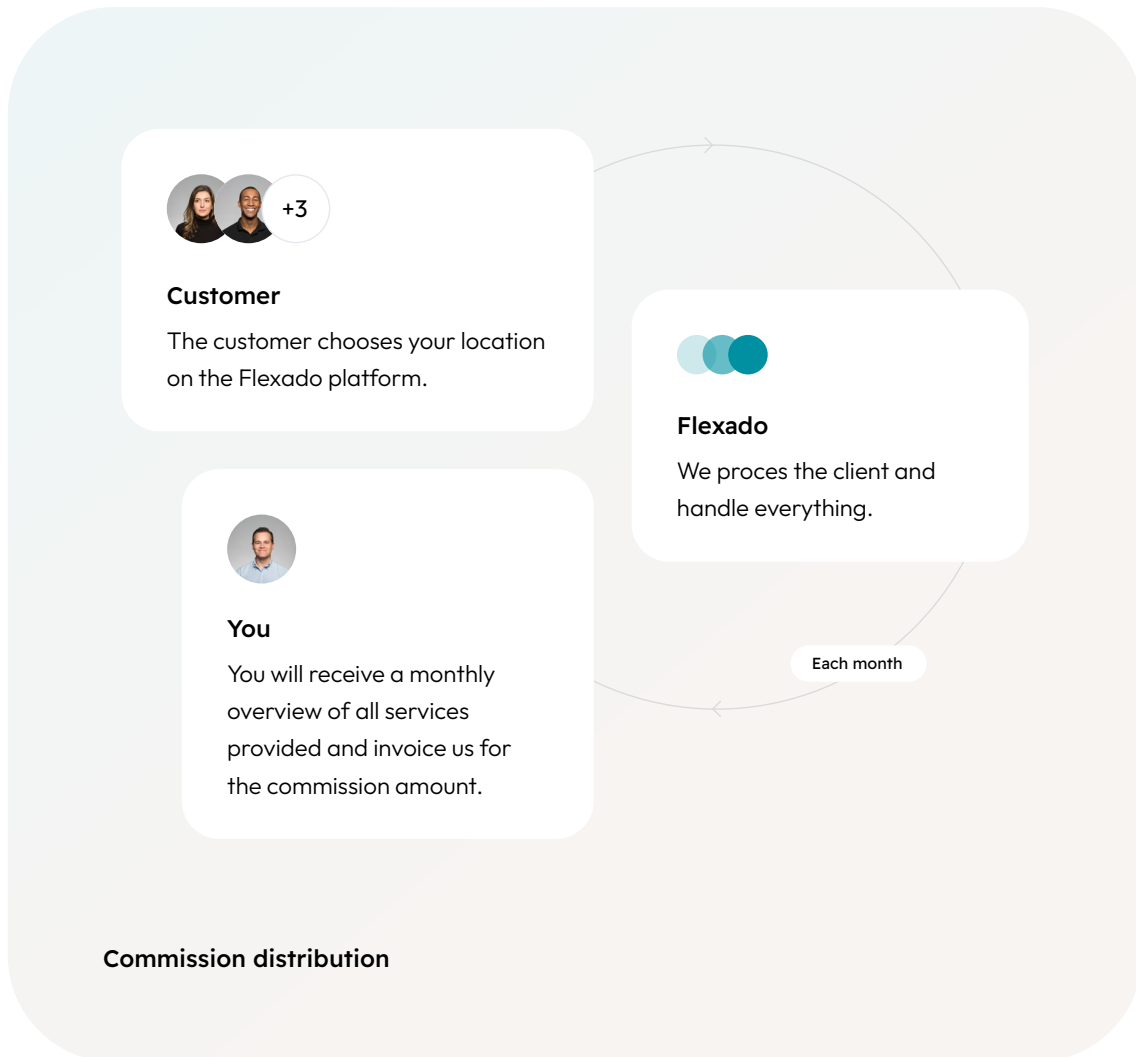 +3
Customer
The customer chooses your location
on the Flexado platform.
Flexado
We proces the client and
handle everything.
Each month
You
You will receive a monthly
overview of all services
provided and invoice us for
the commission amount.
Commission distribution